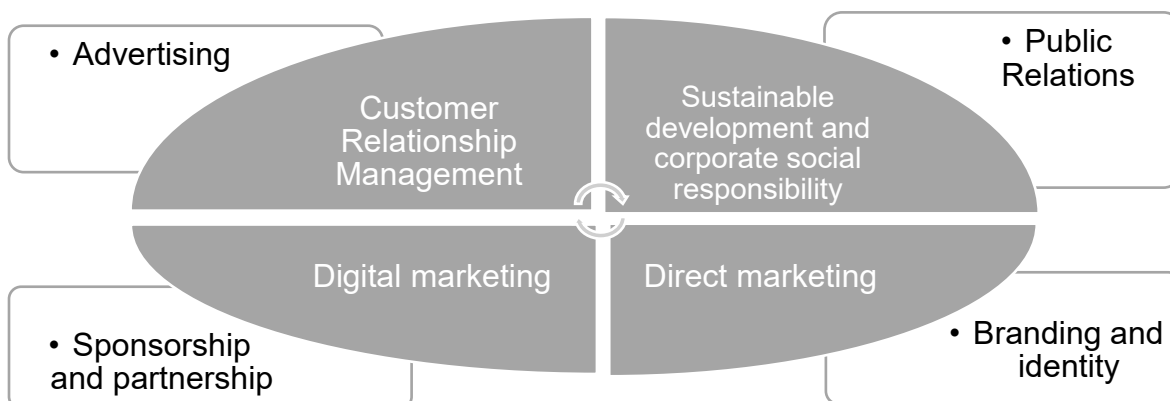 • Advertising
Customer
Relationship
Management
Sustainable
development and
corporate social
responsibility
• Public
Relations
Digital marketing
Direct marketing
• Sponsorship
and partnership
• Branding and
identity